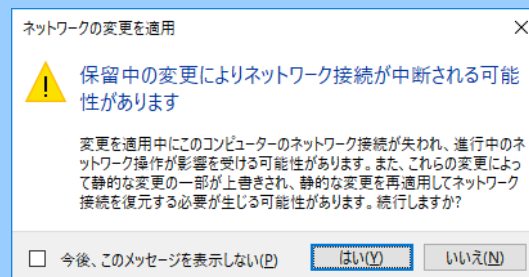 ネットワークの変更を適用
保留中の変更によりネットワーク接続が中断される可能
性があります
変更を適用中にこのコンピューターのネットワーク接続が失われ、進行中のネ
ットワーク操作が影響を受ける可能性があります。また、これらの変更によっ
て静的な変更の一部が上書きされ、静的な変更を再適用してネットワーク
接続を復元する必要が生じる可能性があります。続行しますか?
今後、このメッセージを表示しない(P)
はい(Y)
いいえ(N)